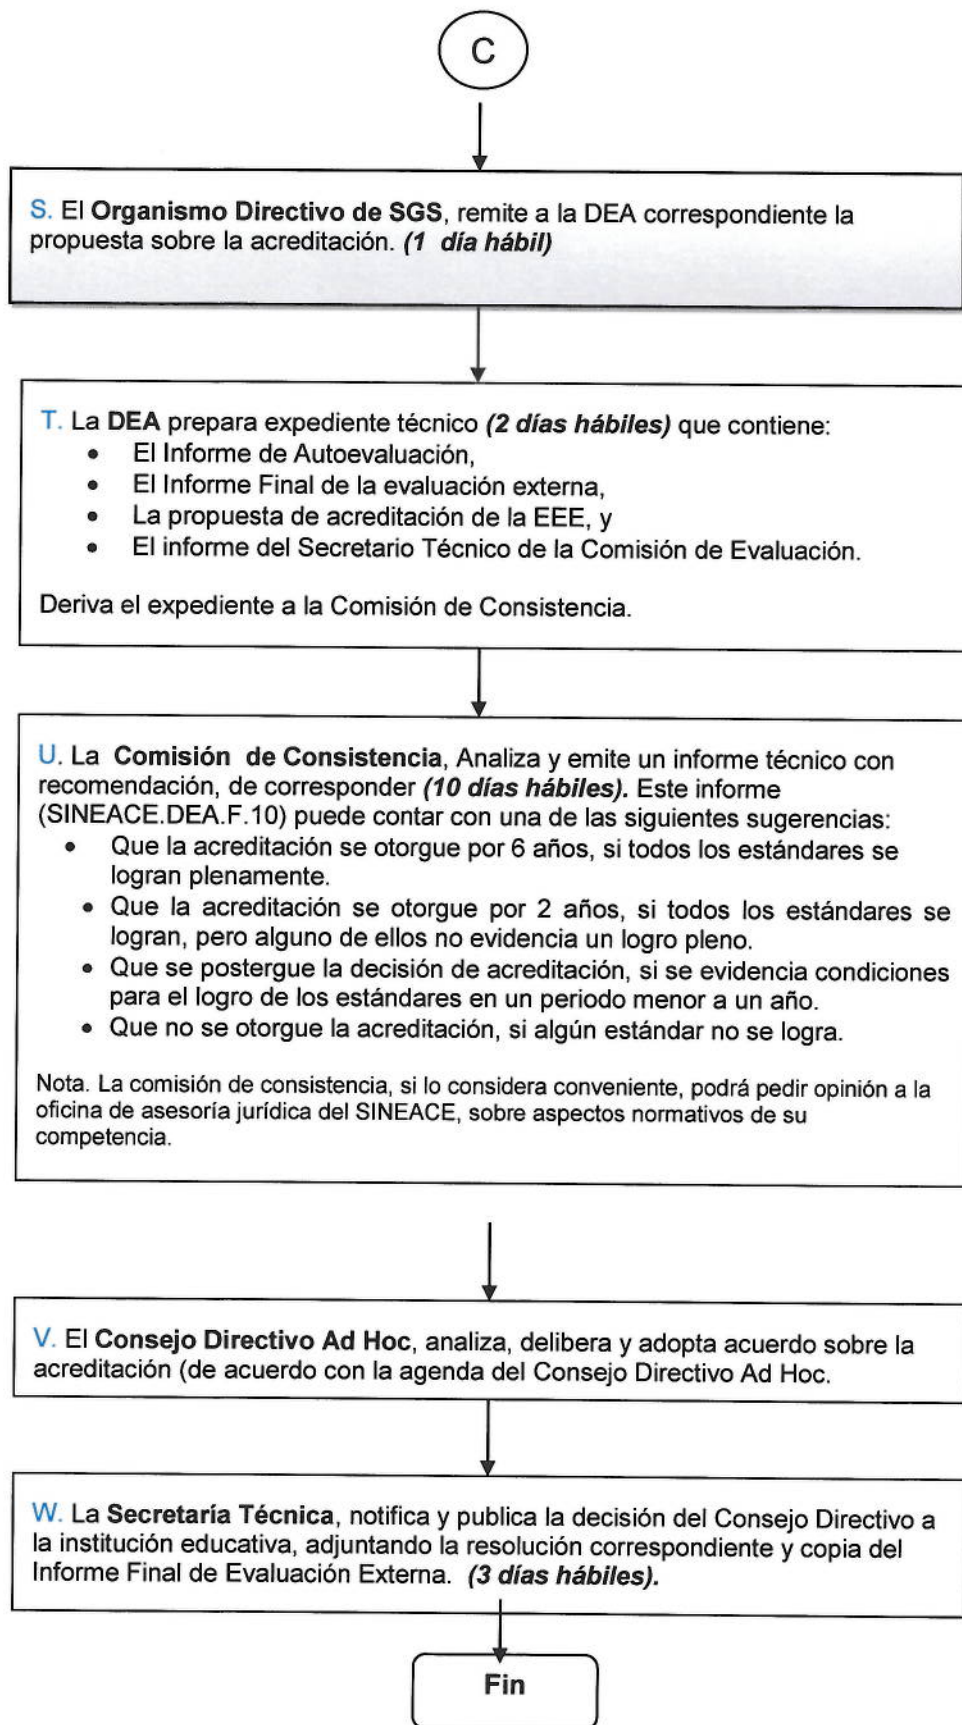 C
S. El Organismo Directivo de SGS, remite a la DEA correspondiente la
propuesta sobre la acreditación. (1 día hábil)
T. La DEA prepara expediente técnico (2 días hábiles) que contiene:
• El Informe de Autoevaluación,
• El Informe Final de la evaluación externa,
• La propuesta de acreditación de la EEE, y
• El informe del Secretario Técnico de la Comisión de Evaluación.
Deriva el expediente a la Comisión de Consistencia.
U. La Comisión de Consistencia, Analiza y emite un informe técnico con
recomendación, de corresponder (10 días hábiles). Este informe
(SINEACE.DEA.F.10) puede contar con una de las siguientes sugerencias:
• Que la acreditación se otorgue por 6 años, si todos los estándares se
logran plenamente.
• Que la acreditación se otorgue por 2 años, si todos los estándares se
logran, pero alguno de ellos no evidencia un logro pleno.
• Que se postergue la decisión de acreditación, si se evidencia condiciones
para el logro de los estándares en un periodo menor a un año.
• Que no se otorgue la acreditación, si algún estándar no se logra.
Nota. La comisión de consistencia, si lo considera conveniente, podrá pedir opinión a la
oficina de asesoría jurídica del SINEACE, sobre aspectos normativos de su
competencia.
V. El Consejo Directivo Ad Hoc, analiza, delibera y adopta acuerdo sobre la
acreditación (de acuerdo con la agenda del Consejo Directivo Ad Hoc.
W. La Secretaría Técnica, notifica y publica la decisión del Consejo Directivo a
la institución educativa, adjuntando la resolución correspondiente y copia del
Informe Final de Evaluación Externa. (3 días hábiles).
Fin